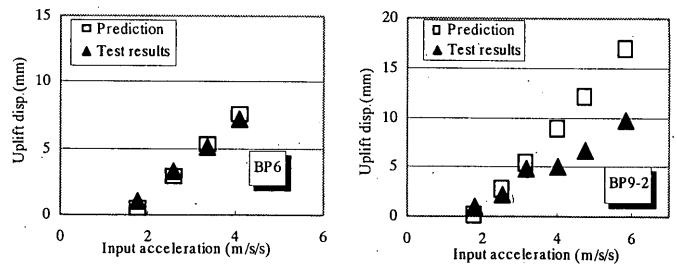 15
10
5
0
Uplift disp.(mm)
Prediction
Test results
BP6
0 2 4 6
Input acceleration (m/s/s)
20
15
10
5
0
Uplift disp.(mm)
Prediction
Test results
BP9-2
0 2 4 6
Input acceleration (m/s/s)